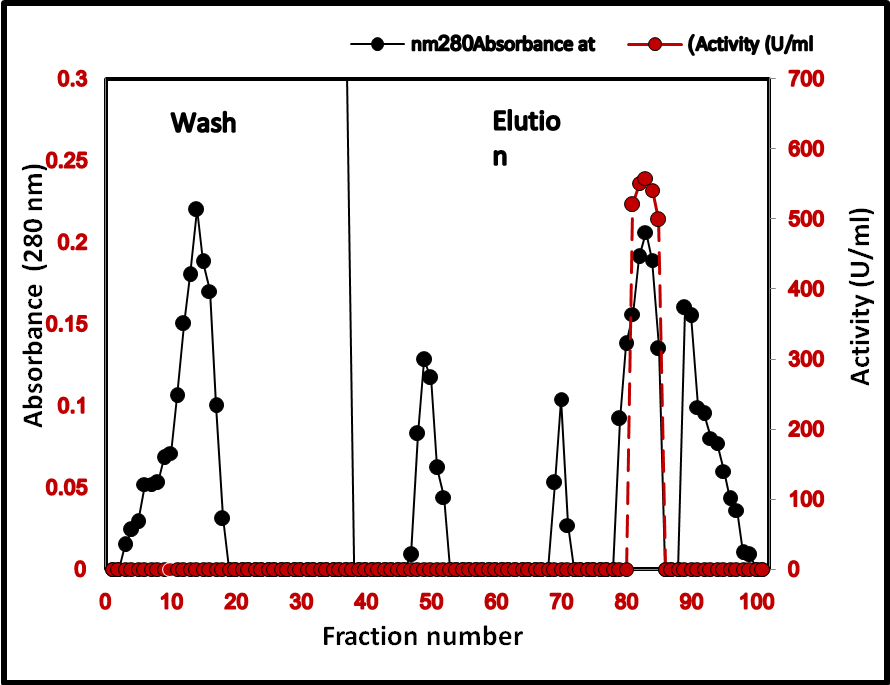 nm280Absorbance at (Activity (U/ml
0.3 700
Wash Elutio
n
600
0.25
0.2 500
400
0.15
300
0.1
200
0.05
100
0 0
0 10 20 30 40 50 60 70 80 90 100
Fraction number
Absorbance (280 nm)
Activity (U/ml)